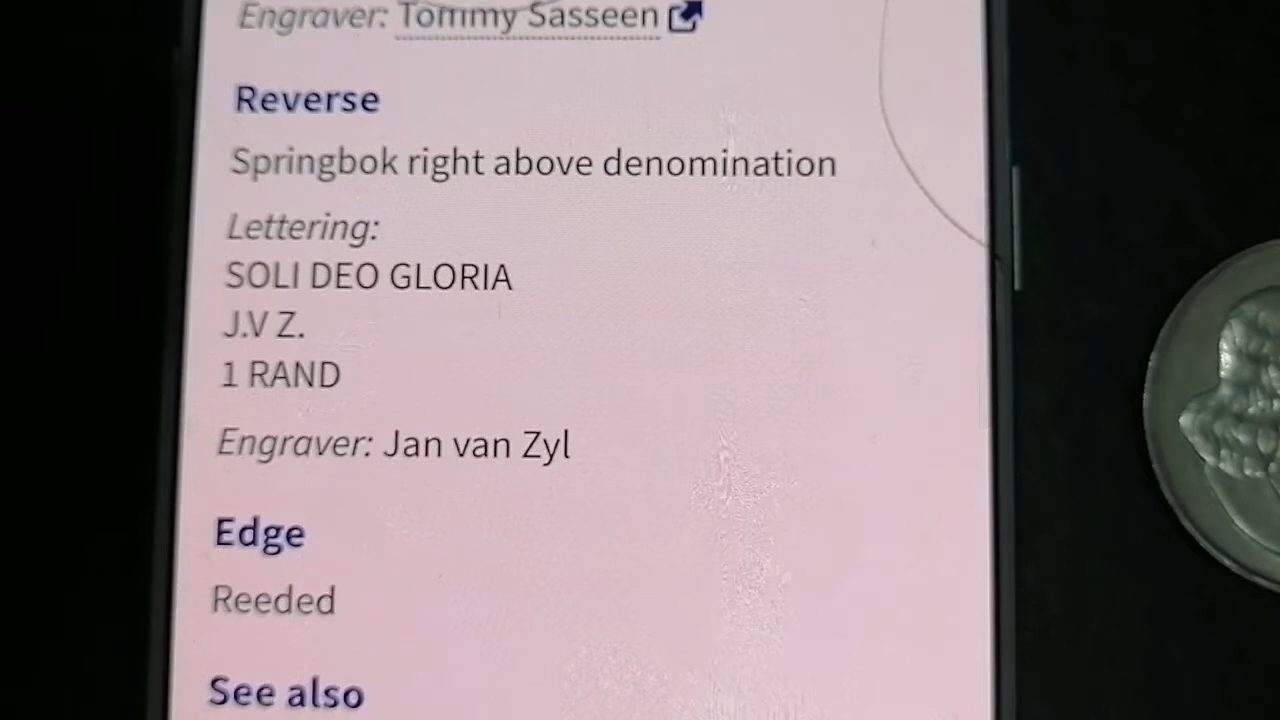 Engraver: Tommy Sasseen
Reverse
Springbok right above denomination
Lettering:
SOLI DEO GLORIA
J.V Z.
1 RAND
Engraver: Jan van Zyl
Edge
Reeded
See also